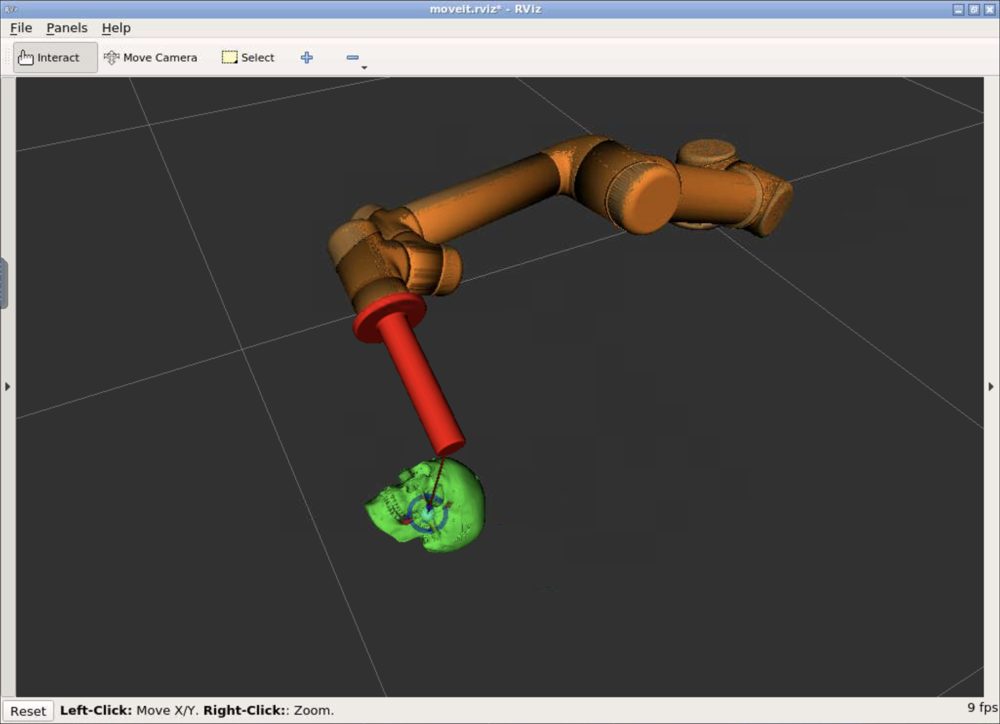 moveit.rviz* - RViz
File Panels Help
Interact Move Camera Select
Reset Left-Click: Move X/Y. Right-Click:: Zoom. 9 fps